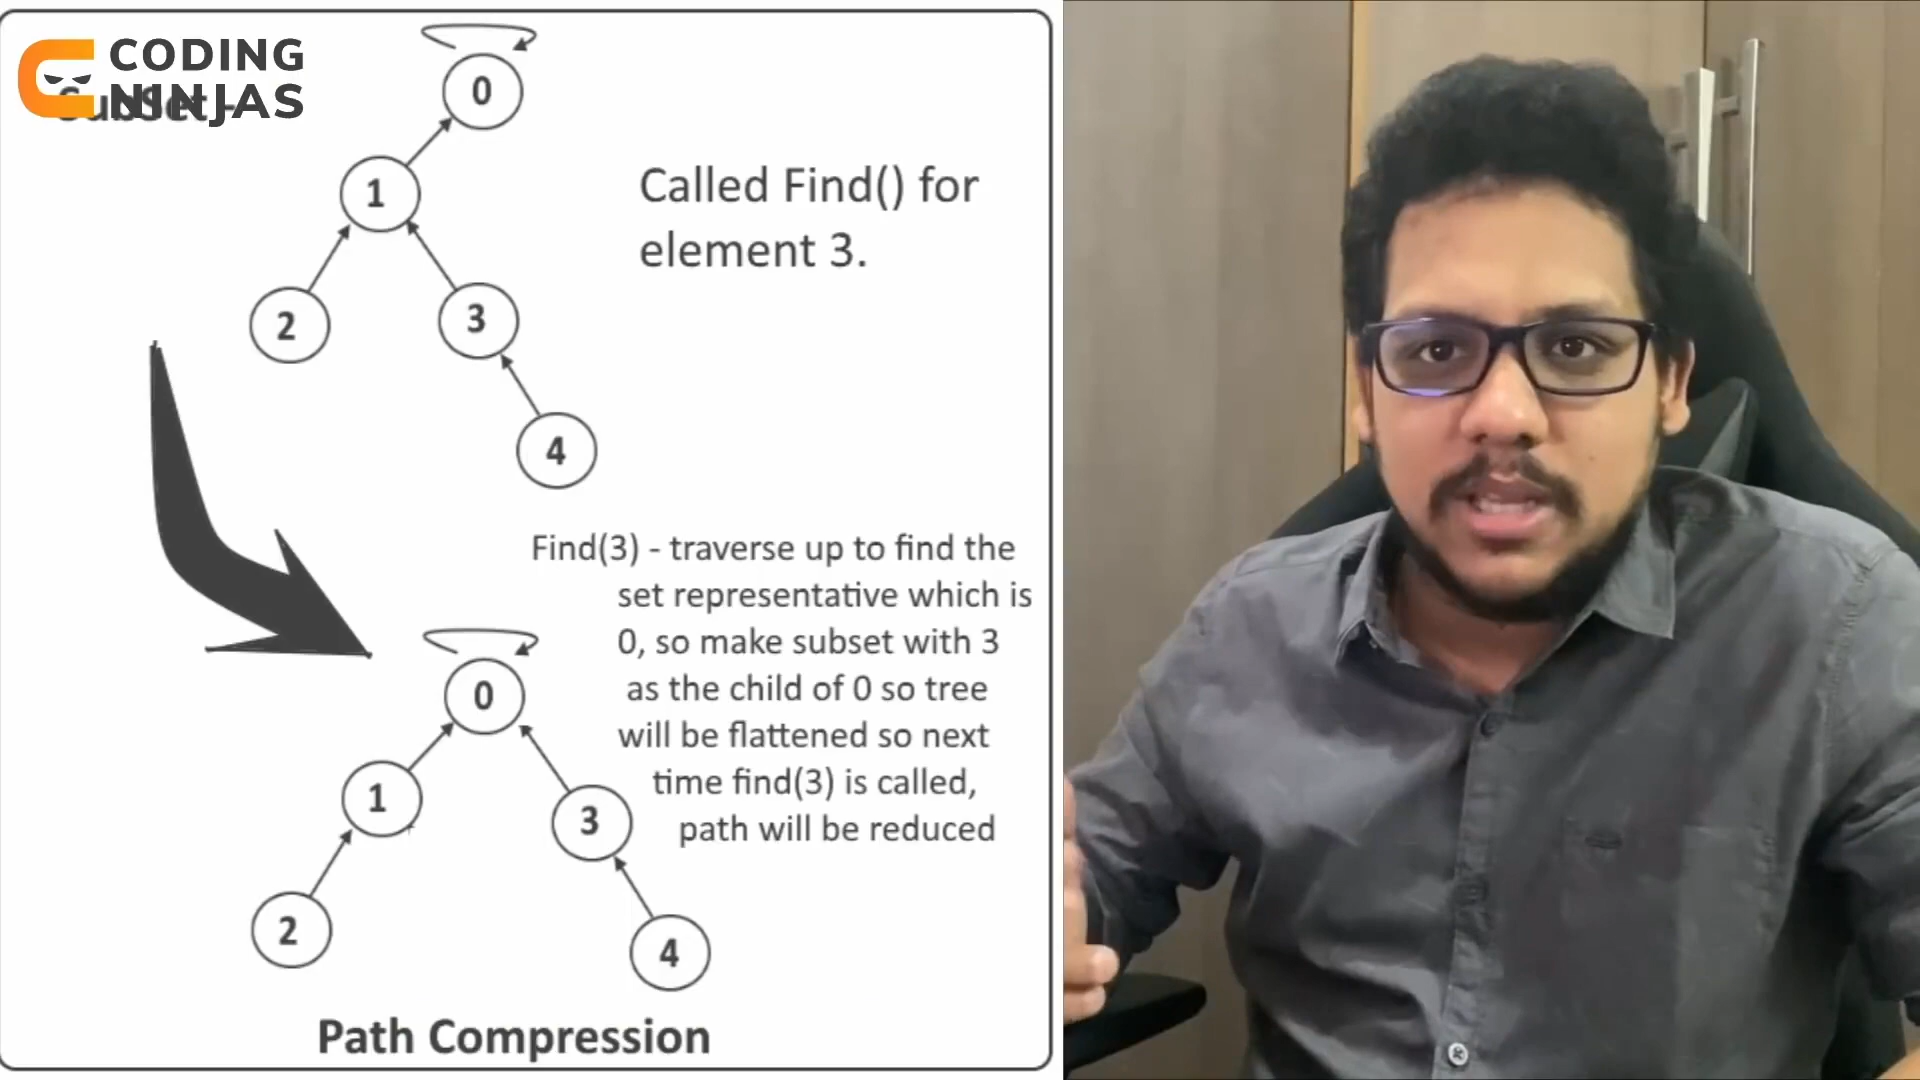 CODING
NINJAS
SubSet -
0
1
2
3
4
Called Find() for
element 3.
Find(3) - traverse up to find the
set representative which is
0, so make subset with 3
as the child of 0 so tree
will be flattened so next
time find(3) is called,
path will be reduced
0
1
3
2
4
Path Compression